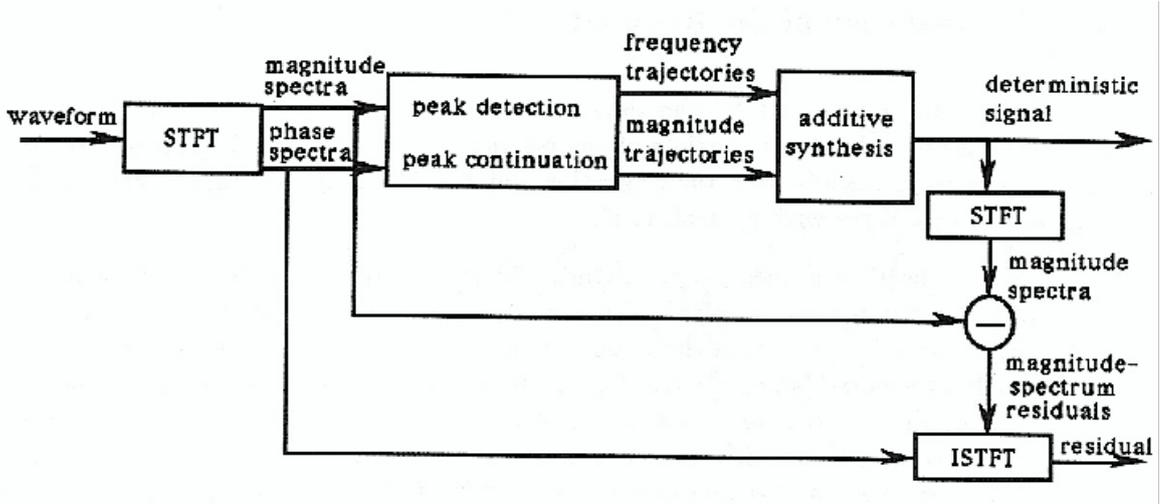 waveform
STFT
magnitude
spectra
phase
spectra
peak detection
peak continuation
frequency
trajectories
magnitude
trajectories
additive
synthesis
deterministic
signal
STFT
magnitude
spectra
—
magnitude-
spectrum
residuals
ISTFT
residual